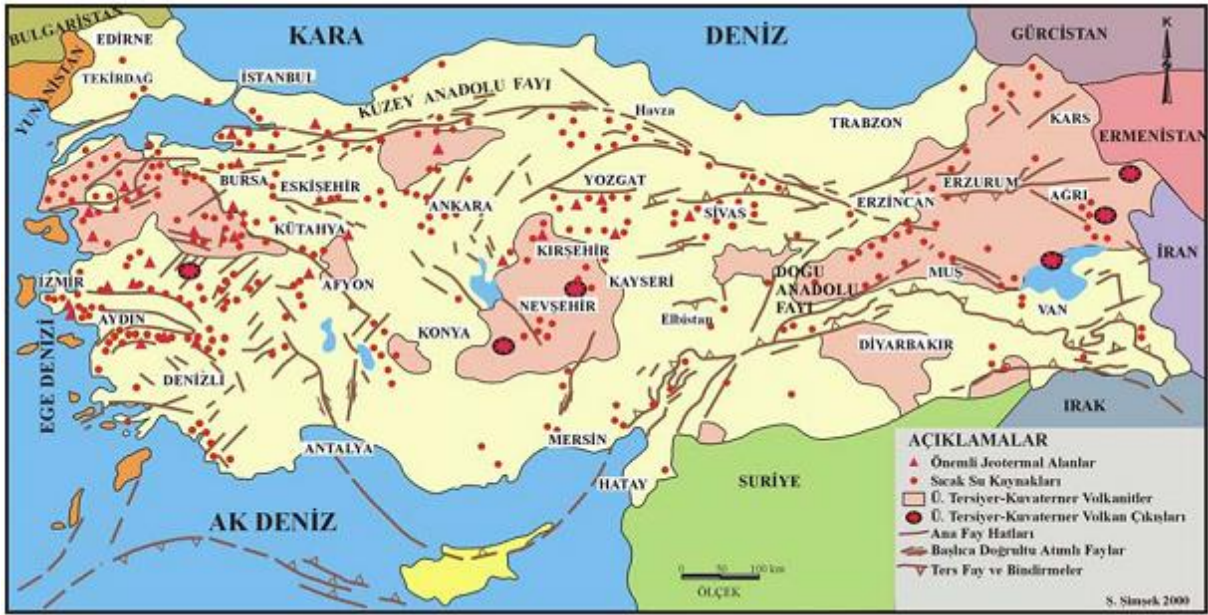 BULGARİSTAN
EDİRNE
KARA
DENİZ
GÜRCİSTAN
K
YUNANİSTAN
TEKİRDAĞ
İSTANBUL
KUZEY ANADOLU FAYI
Havza
TRABZON
KARS
ERMENİSTAN
BURSA
ESKİŞEHİR
ANKARA
YOZGAT
SİVAS
ERZİNCAN
ERZURUM
AĞRI
KÜTAHYA
KIRŞEHİR
İRAN
İZMİR
AFYON
KAYSERİ
DOĞU
ANADOLU
FAYI
MUŞ
VAN
AYDIN
KONYA
NEVŞEHİR
Elbistan
DİYARBAKIR
EGE DENİZİ
DENİZLİ
IRAK
ANTALYA
MERSİN
HATAY
SURİYE
AK DENİZ
0 50 100 km
ÖLÇEK
AÇIKLAMALAR
Önemli Jeotermal Alanlar
Sıcak Su Kaynakları
Ü. Tersiyer-Kuvaterner Volkanitler
Ü. Tersiyer-Kuvaterner Volkan Çıkışları
Ana Fay Hatları
Başlıca Doğrultu Atımlı Faylar
Ters Fay ve Bindirmeler
Ş. Şimşek 2000